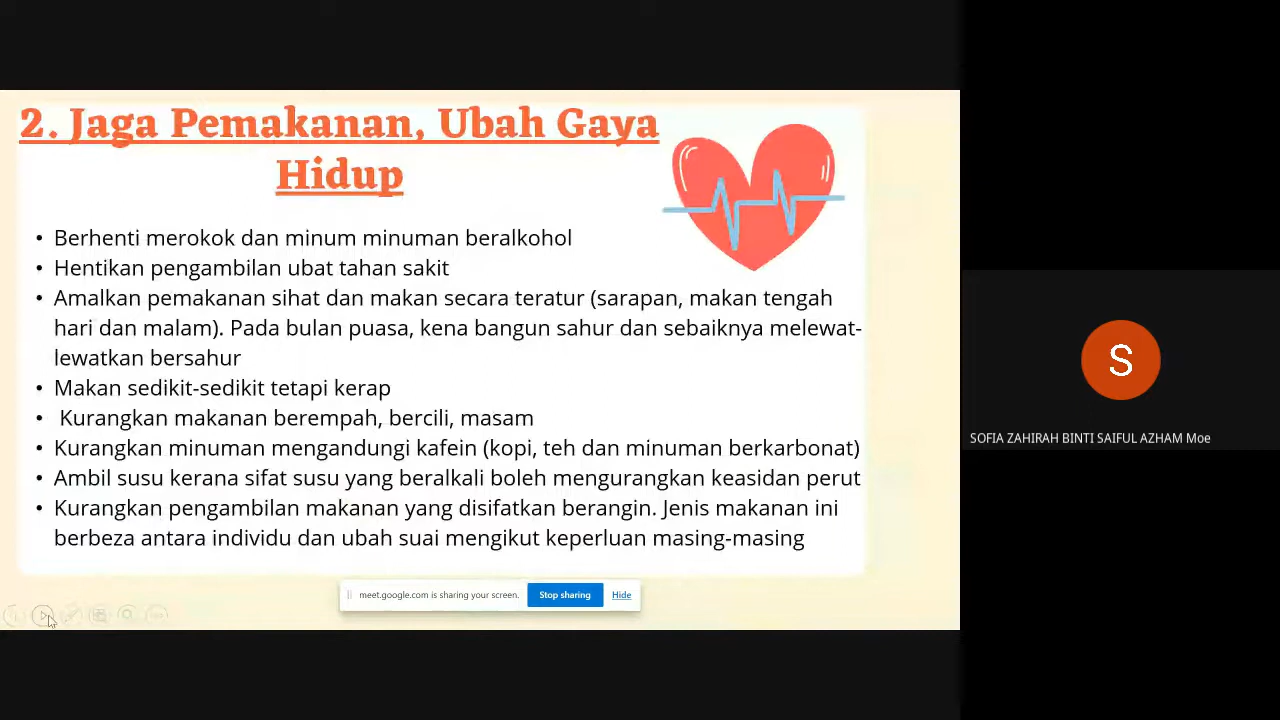 2. Jaga Pemakanan, Ubah Gaya
Hidup
• Berhenti merokok dan minum minuman beralkohol
• Hentikan pengambilan ubat tahan sakit
• Amalkan pemakanan sihat dan makan secara teratur (sarapan, makan tengah
hari dan malam). Pada bulan puasa, kena bangun sahur dan sebaiknya melewat-
lewatkan bersahur
• Makan sedikit-sedikit tetapi kerap
• Kurangkan makanan berempah, bercili, masam
• Kurangkan minuman mengandungi kafein (kopi, teh dan minuman berkarbonat)
• Ambil susu kerana sifat susu yang beralkali boleh mengurangkan keasidan perut
• Kurangkan pengambilan makanan yang disifatkan berangin. Jenis makanan ini
berbeza antara individu dan ubah suai mengikut keperluan masing-masing
meet.google.com is sharing your screen. Stop sharing Hide
S
SOFIA ZAHIRAH BINTI SAIFUL AZHAM Moe